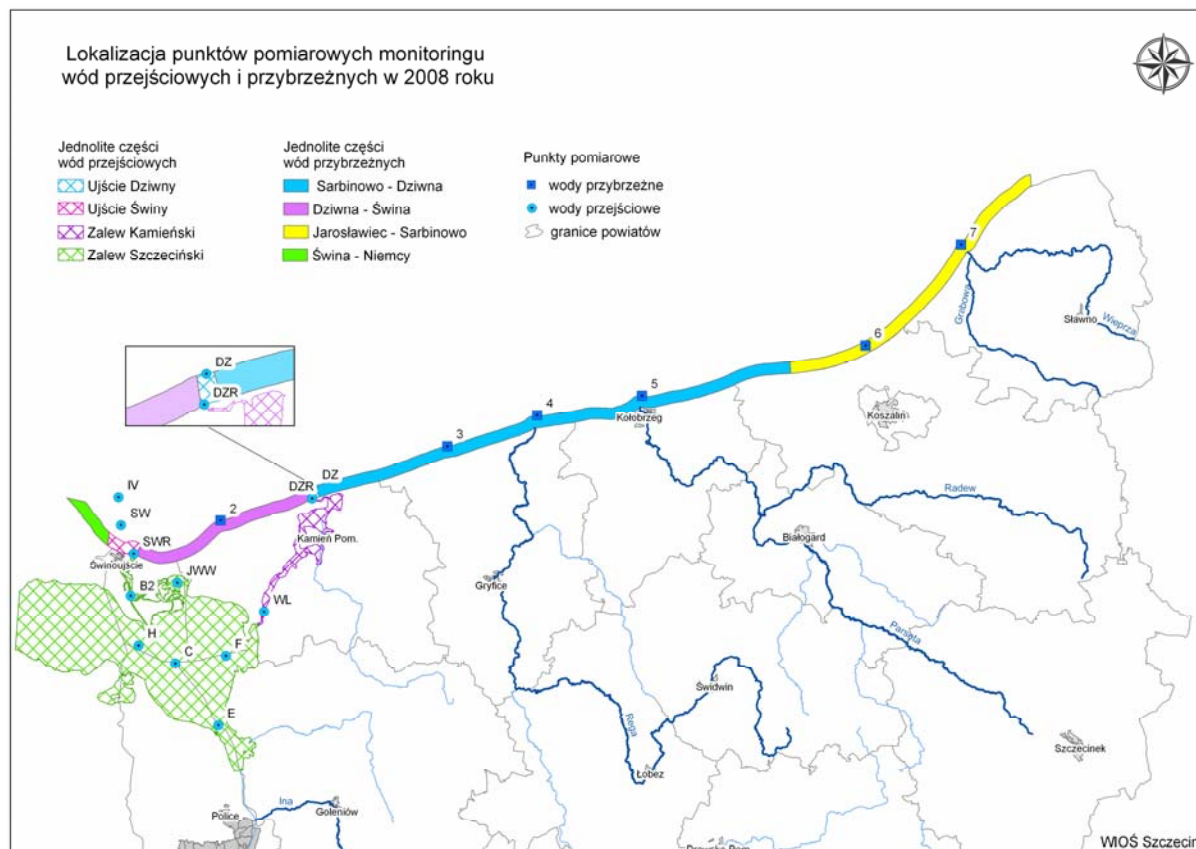 Lokalizacja punktów pomiarowych monitoringu
wód przejściowych i przybrzeżnych w 2008 roku
Jednolite części
wód przejściowych
Ujście Dziwny
Ujście Świny
Zalew Kamieński
Zalew Szczeciński
Jednolite części
wód przybrzeżnych
Sarbinowo - Dziwna
Dziwna - Świna
Jarosławiec - Sarbinowo
Świna - Niemcy
Punkty pomiarowe
wody przybrzeżne
wody przejściowe
granice powiatów
7
Grabowa
Sławno
Wieprza
6
DZ
DZR
5
4
Kołobrzeg
Koszalin
3
DZ
DZR
IV
SW
2
Radew
SWR
Kamień Pom.
Białogard
Świnoujście
JWW
Gryfice
B2
WL
Parsęta
H
F
C
Świdwin
E
Rega
Szczecinek
Łobez
Ina
Goleniów
Police
WIOŚ Szczecin